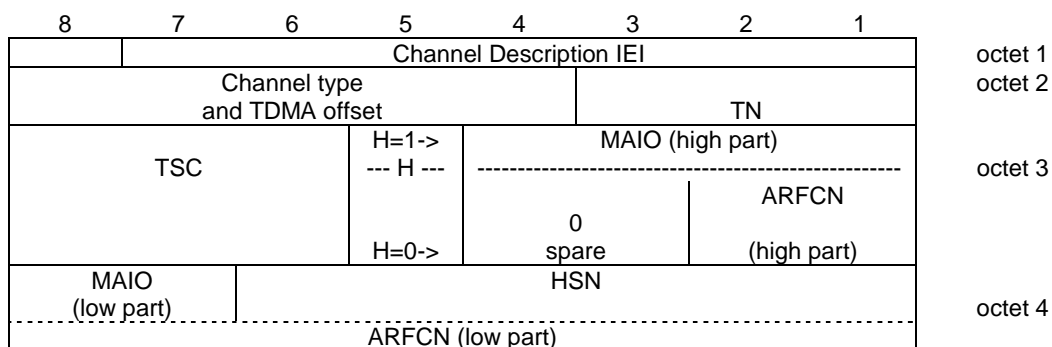 8 7 6 5 4 3 2 1
Channel Description IEI octet 1
Channel type octet 2
and TDMA offset TN
H=1-> MAIO (high part)
TSC --- H --- ---------------------------------------------------- octet 3
ARFCN
0
H=0-> spare (high part)
MAIO HSN
(low part) octet 4
ARFCN (low part)